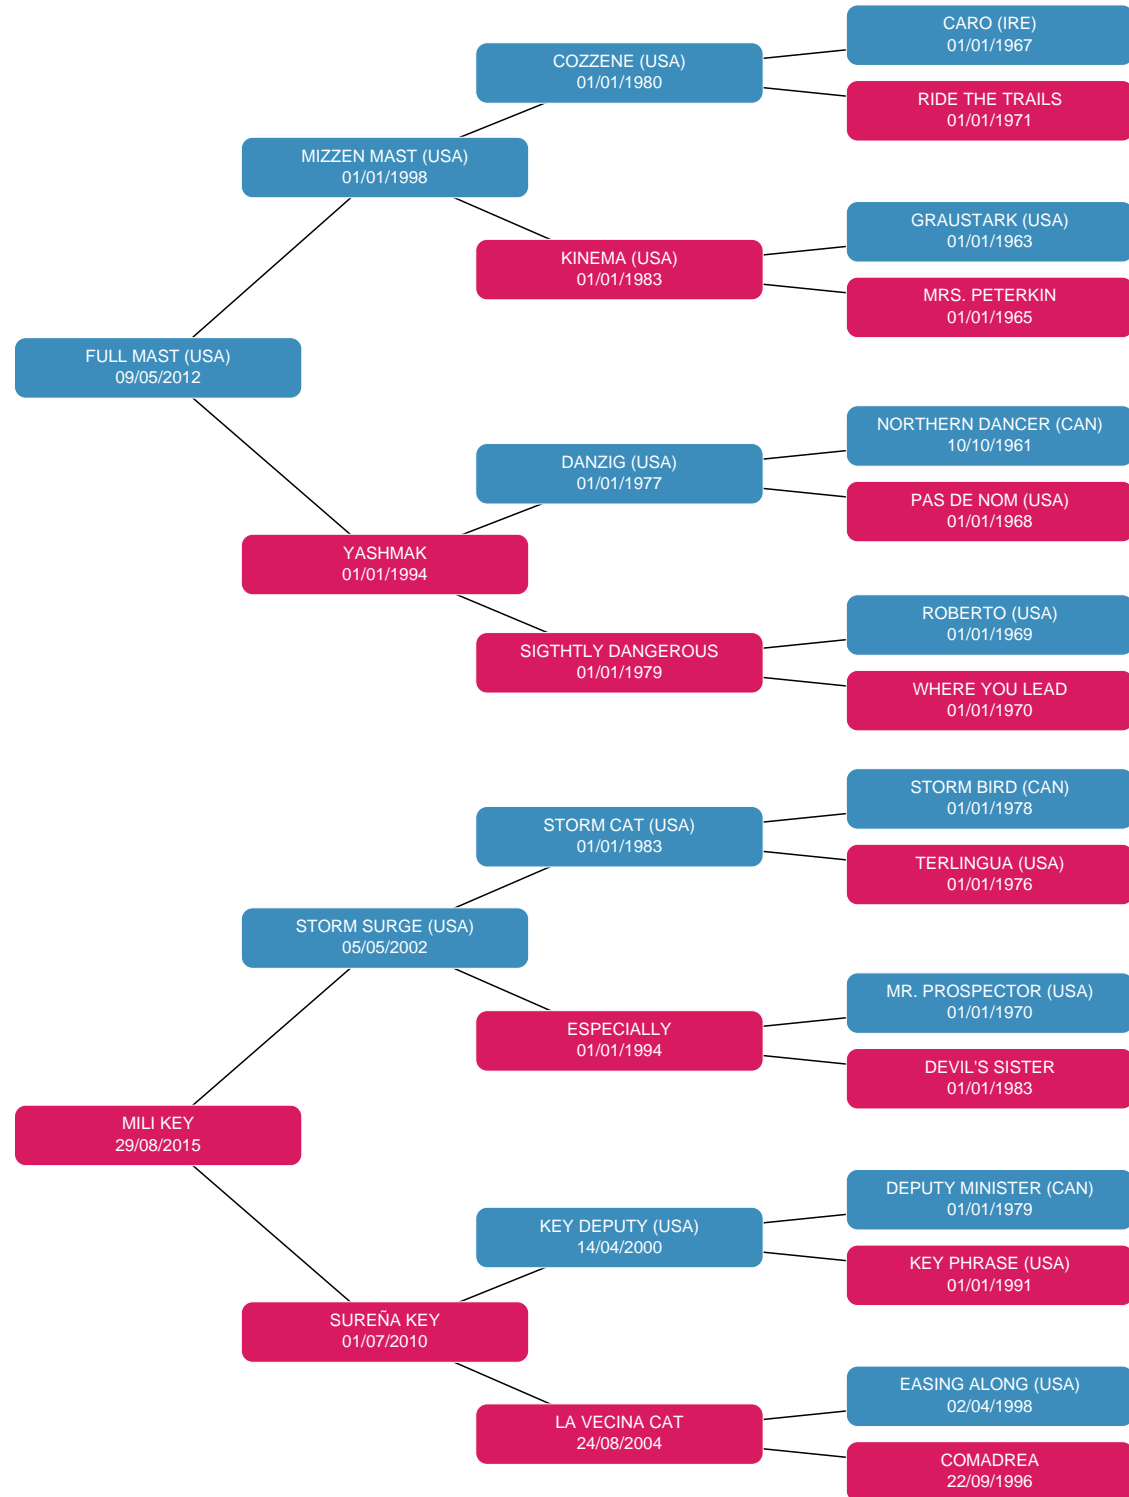 CARO (IRE)
01/01/1967
COZZENE (USA)
01/01/1980
RIDE THE TRAILS
01/01/1971
MIZZEN MAST (USA)
01/01/1998
GRAUSTARK (USA)
01/01/1963
KINEMA (USA)
01/01/1983
MRS. PETERKIN
01/01/1965
FULL MAST (USA)
09/05/2012
NORTHERN DANCER (CAN)
10/10/1961
DANZIG (USA)
01/01/1977
PAS DE NOM (USA)
01/01/1968
YASHMAK
01/01/1994
ROBERTO (USA)
01/01/1969
SIGTHTLY DANGEROUS
01/01/1979
WHERE YOU LEAD
01/01/1970
STORM BIRD (CAN)
01/01/1978
STORM CAT (USA)
01/01/1983
TERLINGUA (USA)
01/01/1976
STORM SURGE (USA)
05/05/2002
MR. PROSPECTOR (USA)
01/01/1970
ESPECIALLY
01/01/1994
DEVIL'S SISTER
01/01/1983
MILI KEY
29/08/2015
DEPUTY MINISTER (CAN)
01/01/1979
KEY DEPUTY (USA)
14/04/2000
KEY PHRASE (USA)
01/01/1991
SUREÑA KEY
01/07/2010
EASING ALONG (USA)
02/04/1998
LA VECINA CAT
24/08/2004
COMADREA
22/09/1996